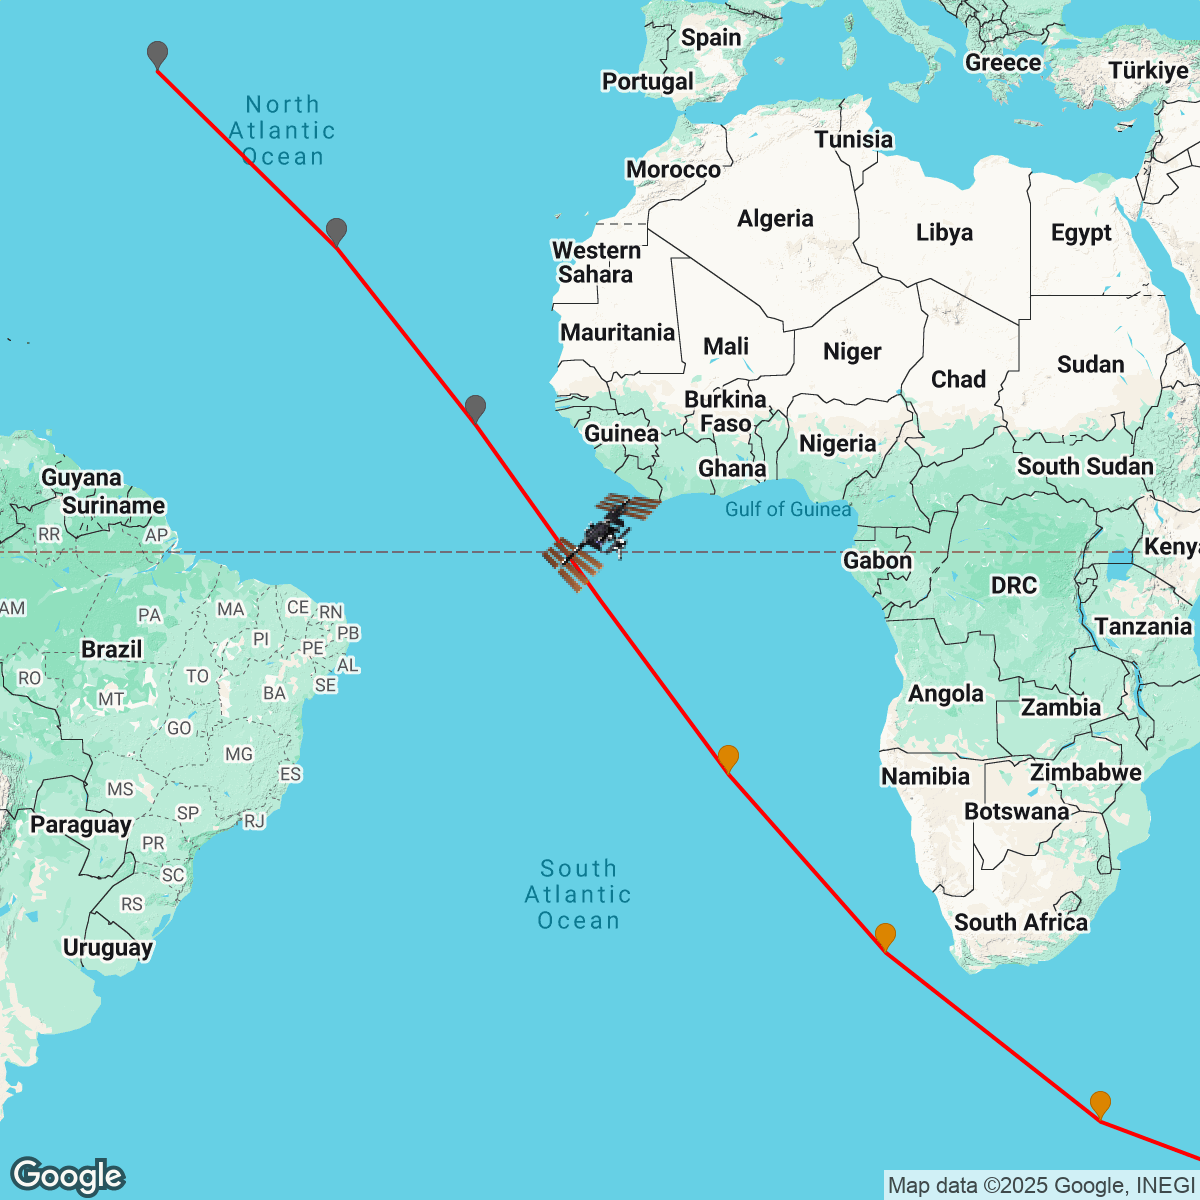 Spain
Greece
Türkiye
Portugal
North
Atlantic
Ocean
Tunisia
Morocco
Algeria
Libya
Egypt
Western
Sahara
Mauritania
Mali
Niger
Chad
Sudan
Burkina
Faso
Guinea
Nigeria
Ghana
South Sudan
Guyana
Suriname
Gulf of Guinea
RR
AP
Kenya
Gabon
DRC
AM
PA
MA
CE
RN
PI
PB
PE
Tanzania
Brazil
AL
RO
TO
SE
MT
BA
Angola
Zambia
GO
MG
ES
Namibia
Zimbabwe
MS
SP
Botswana
Paraguay
RJ
PR
SC
South
Atlantic
Ocean
RS
South Africa
Uruguay
Google
Map data ©2025 Google, INEGI